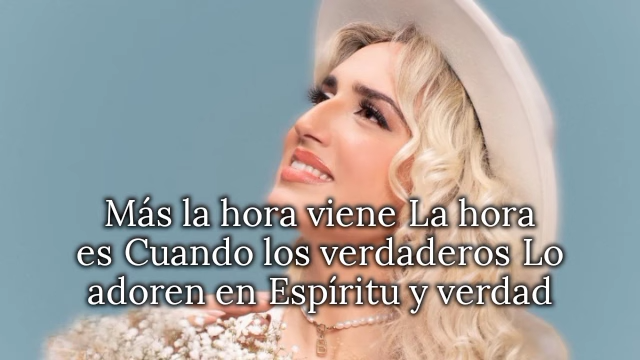 Más la hora viene La hora
es Cuando los verdaderos Lo
adoren en Espíritu y verdad